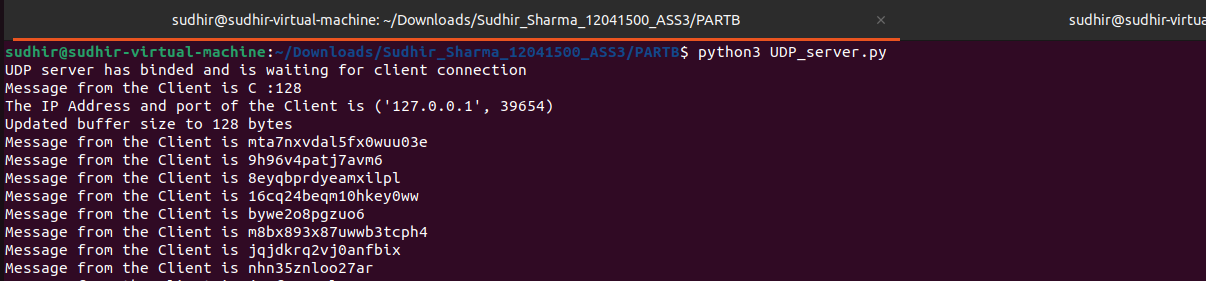 sudhir@sudhir-virtual-machine: ~/Downloads/Sudhir_Sharma_12041500_ASS3/PARTB × sudhir@sudhir-virtua
sudhir@sudhir-virtual-machine:~/Downloads/Sudhir_Sharma_12041500_ASS3/PARTB$ python3 UDP_server.py
UDP server has binded and is waiting for client connection
Message from the Client is C :128
The IP Address and port of the Client is ('127.0.0.1', 39654)
Updated buffer size to 128 bytes
Message from the Client is mta7nxvdal5fx0wuu03e
Message from the Client is 9h96v4patj7avm6
Message from the Client is 8eyqbprdyeamxilpl
Message from the Client is 16cq24beqm10hkey0ww
Message from the Client is bywe2o8pgzuo6
Message from the Client is m8bx893x87uwwb3tcph4
Message from the Client is jqjdkrq2vj0anfbix
Message from the Client is nhn35znloo27ar